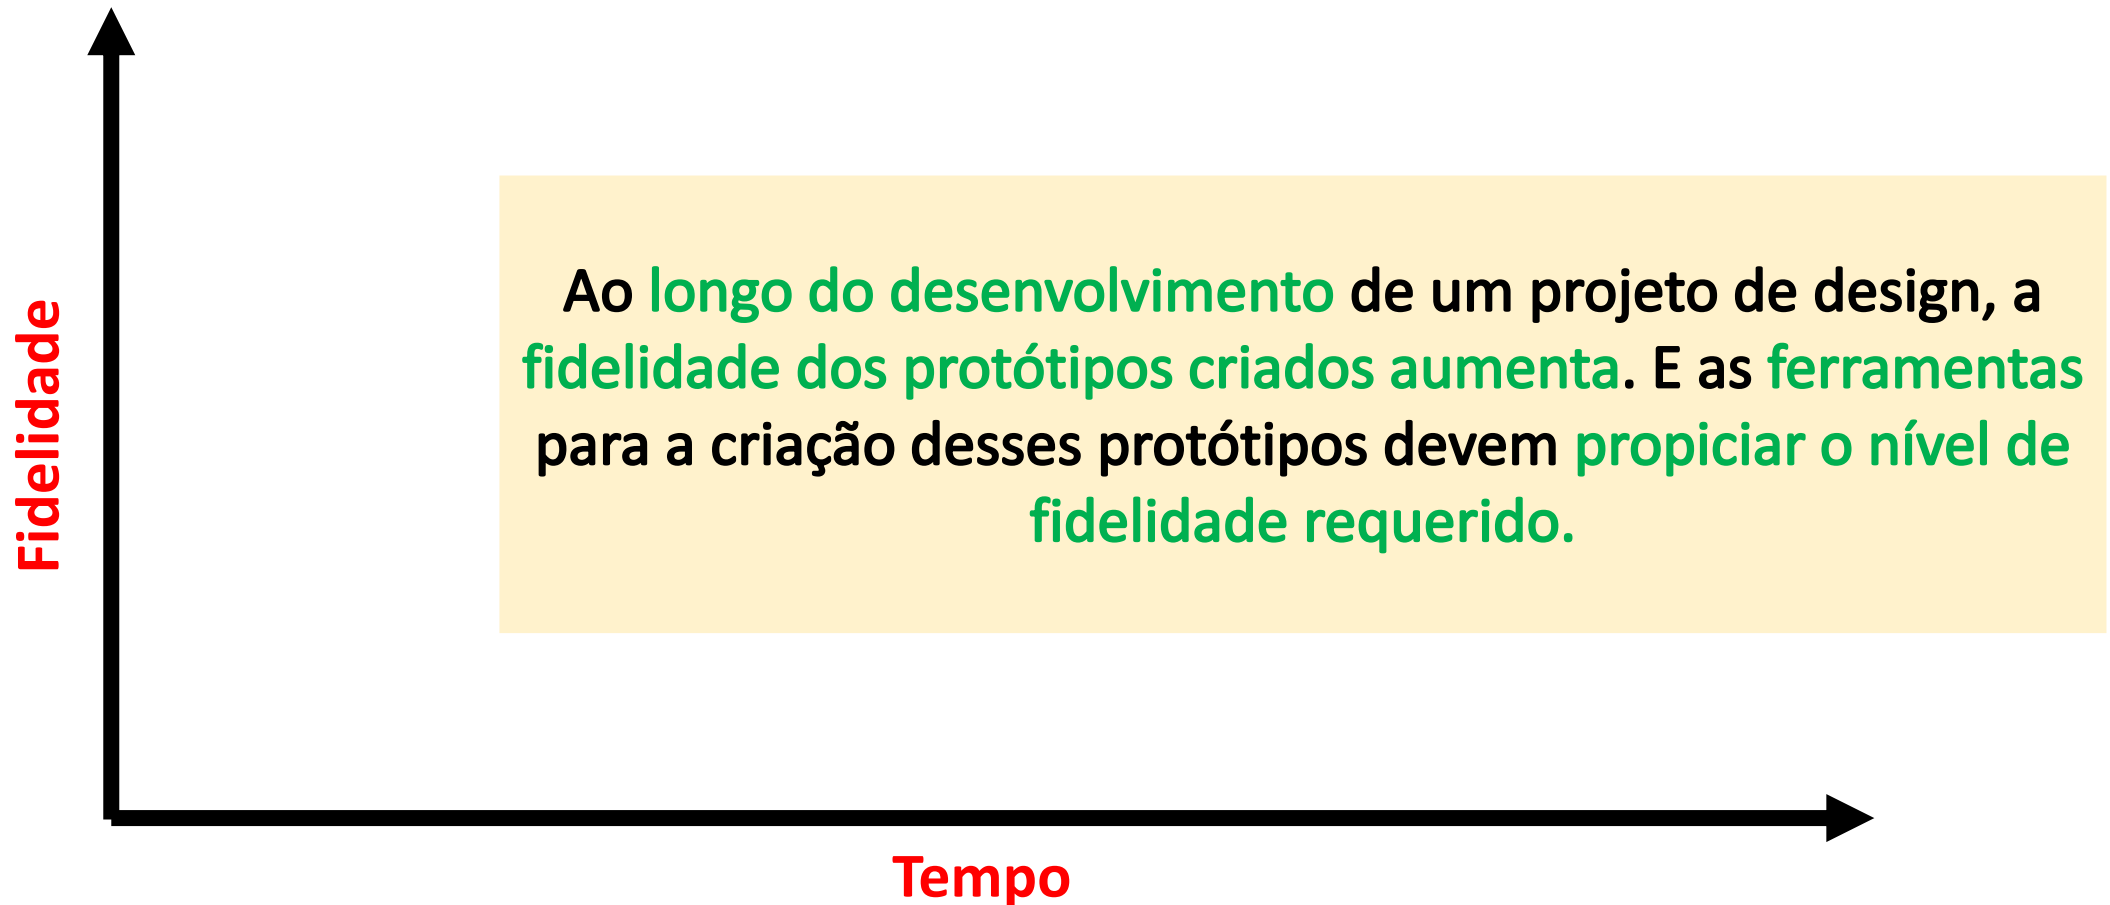 Fidelidade
Ao longo do desenvolvimento de um projeto de design, a
fidelidade dos protótipos criados aumenta. E as ferramentas
para a criação desses protótipos devem propiciar o nível de
fidelidade requerido.
Tempo